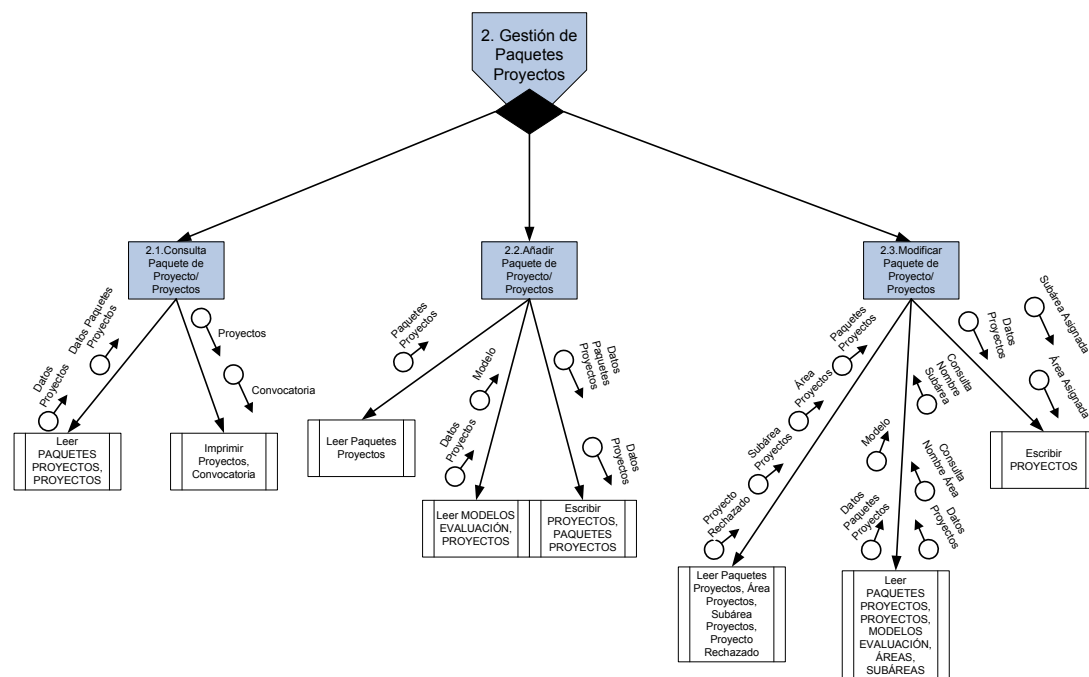 2. Gestión de
Paquetes
Proyectos
2.1.Consulta
Paquete de
Proyecto/
Proyectos
2.2.Añadir
Paquete de
Proyecto/
Proyectos
2.3.Modificar
Paquete de
Proyecto/
Proyectos
Datos
Proyectos
Datos Paquetes
Proyectos
Proyectos
Convocatoria
Leer
PAQUETES
PROYECTOS,
PROYECTOS
Imprimir
Proyectos,
Convocatoria
Paquetes
Proyectos
Datos
Proyectos
Modelo
Datos
Paquetes
Proyectos
Datos
Proyectos
Leer Paquetes
Proyectos
Leer MODELOS
EVALUACIÓN,
PROYECTOS
Escribir
PROYECTOS,
PAQUETES
PROYECTOS
Proyecto
Rechazado
Subárea
Proyectos
Área
Proyectos
Paquetes
Proyectos
Datos
Paquetes
Proyectos
Modelo
Consulta
Nombre
Subárea
Consulta
Nombre Área
Datos
Proyectos
Datos
Proyectos
Subárea Asignada
Área Asignada
Leer Paquetes
Proyectos, Área
Proyectos,
Subárea
Proyectos,
Proyecto
Rechazado
Leer
PAQUETES
PROYECTOS,
PROYECTOS,
MODELOS
EVALUACIÓN,
ÁREAS,
SUBÁREAS
Escribir
PROYECTOS